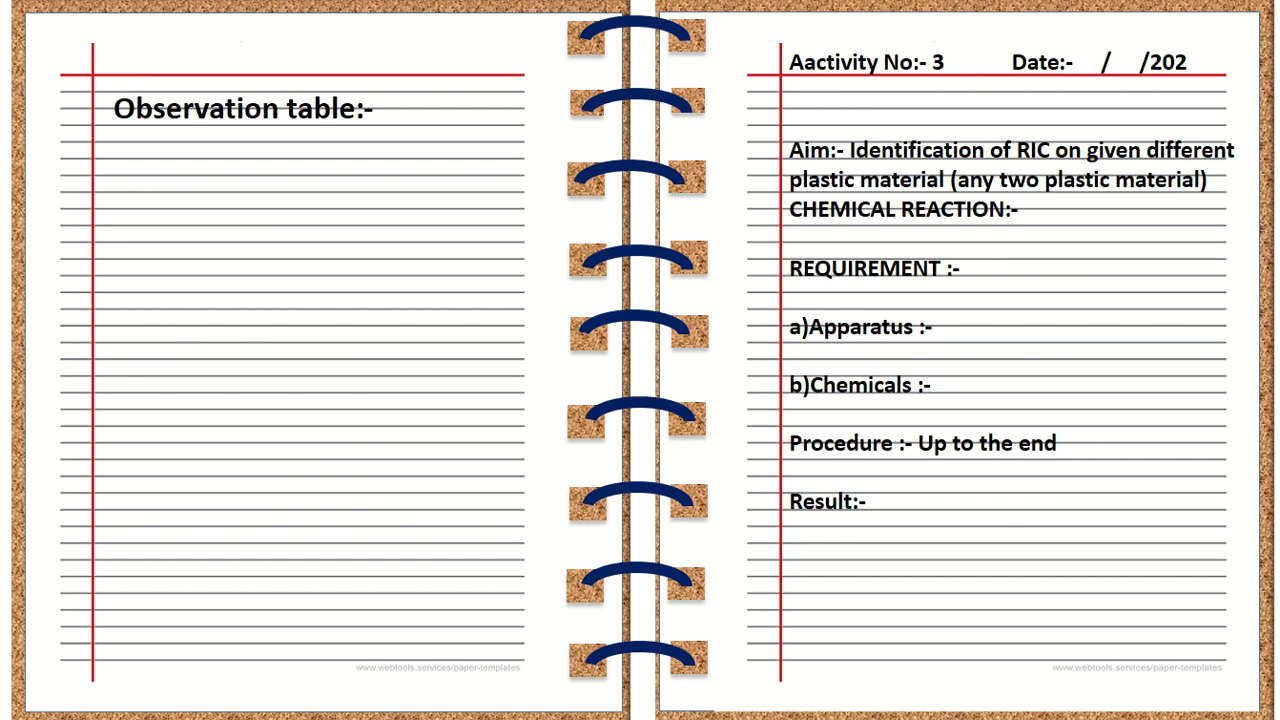 Observation table:-
www.webtools.services/paper-templates
Aactivity No:- 3 Date:- / /202
Aim:- Identification of RIC on given different
plastic material (any two plastic material)
CHEMICAL REACTION:-
REQUIREMENT :-
a)Apparatus :-
b)Chemicals :-
Procedure :- Up to the end
Result:-
www.webtools.services/paper-templates